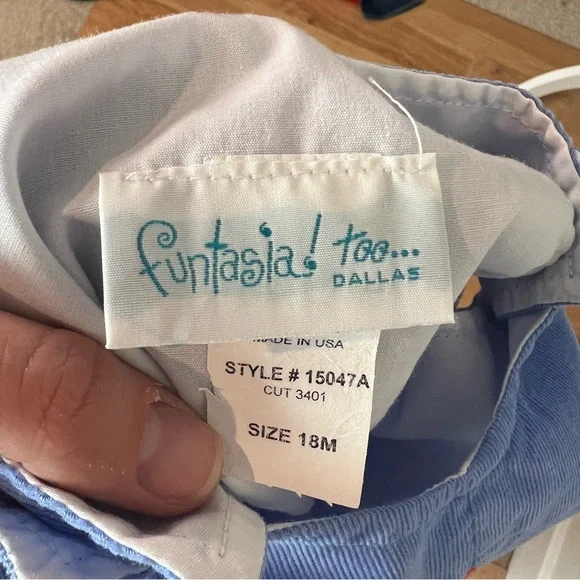 funtasia! too...
DALLAS
MADE IN USA
STYLE # 15047A
CUT 3401
SIZE 18M